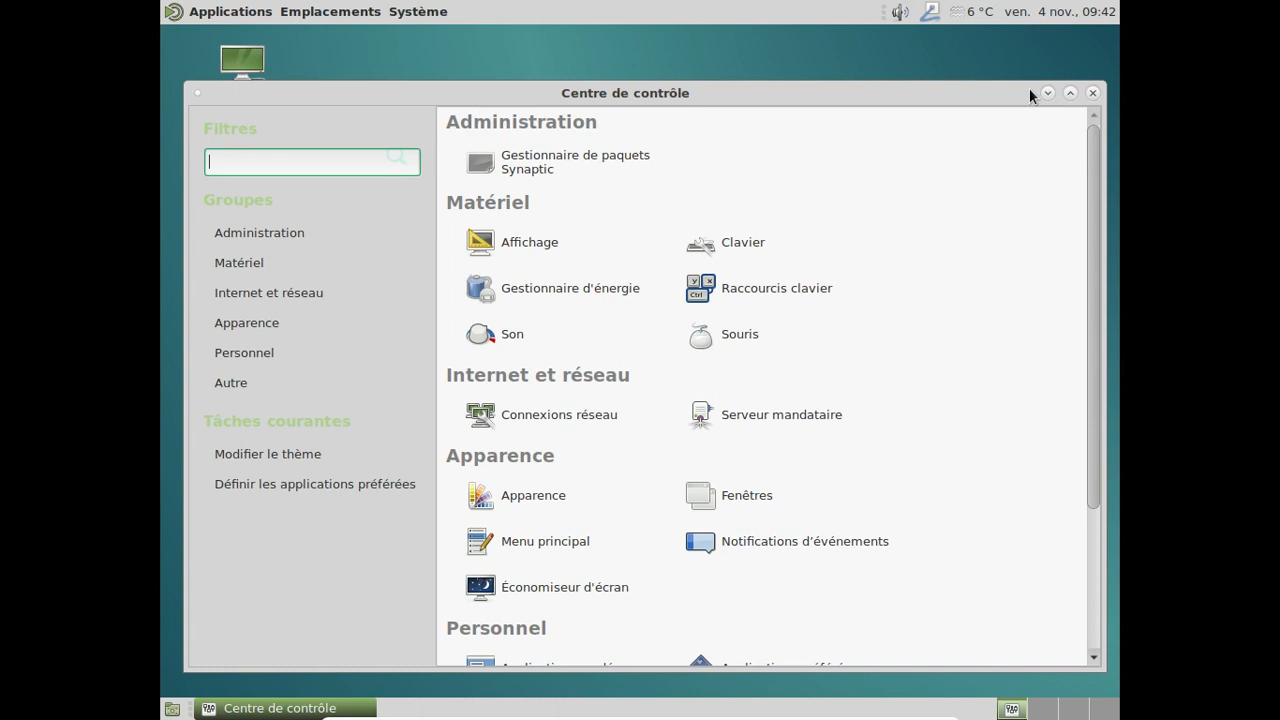 Applications Emplacements Système
6 °C ven. 4 nov., 09:42
Centre de contrôle
Filtres
Groupes
Administration
Matériel
Internet et réseau
Apparence
Personnel
Autre
Tâches courantes
Modifier le thème
Définir les applications préférées
Administration
Gestionnaire de paquets
Synaptic
Matériel
Affichage Clavier
Gestionnaire d'énergie Raccourcis clavier
Son Souris
Internet et réseau
Connexions réseau Serveur mandataire
Apparence
Apparence Fenêtres
Menu principal Notifications d’événements
Économiseur d'écran
Personnel
Centre de contrôle